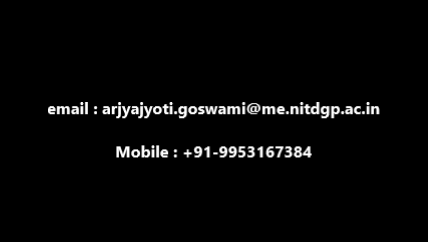 email : arjyajyoti.goswami@me.nitdgp.ac.in
Mobile : +91-9953167384